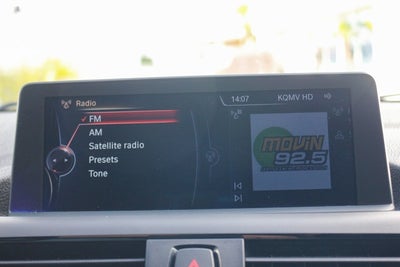 Radio
14:07 KQMV HD
FM
AM
Satellite radio
Presets
Tone
MOViN
92.5